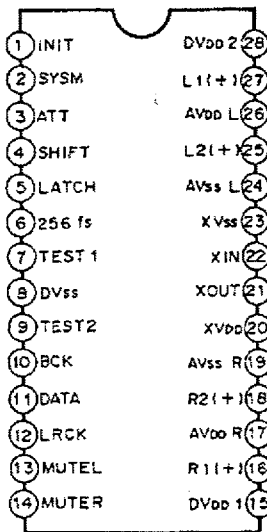 1 INIT DVDD 2 28
2 SYSM L1(+) 27
3 ATT AVDD L 26
4 SHIFT L2(+) 25
5 LATCH AVss L 24
6 256 fs XVss 23
7 TEST 1 XIN 22
8 DVss XOUT 21
9 TEST2 XVDD 20
10 BCK AVss R 19
11 DATA R2(+) 18
12 LRCK AVDD R 17
13 MUTEL R1(+) 16
14 MUTER DVDD 1 15